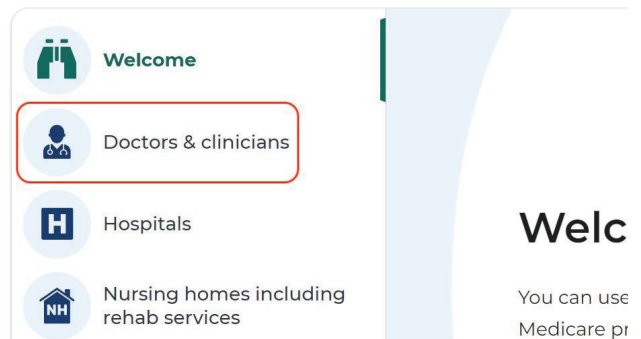 Welcome
Doctors & clinicians
H
Hospitals
NH
Nursing homes including
rehab services
Welc
You can use
Medicare pr